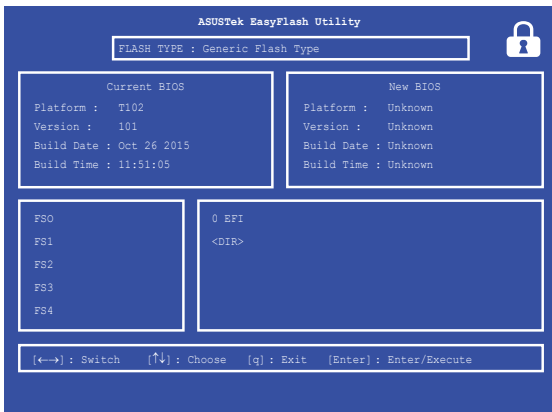 ASUSTek EasyFlash Utility
FLASH TYPE : Generic Flash Type
Current BIOS
Platform : T102
Version : 101
Build Date : Oct 26 2015
Build Time : 11:51:05
New BIOS
Platform : Unknown
Version : Unknown
Build Date : Unknown
Build Time : Unknown
FSO
FS1
FS2
FS3
FS4
0 EFI
<DIR>
[←→] : Switch [↑↓] : Choose [q] : Exit [Enter] : Enter/Execute